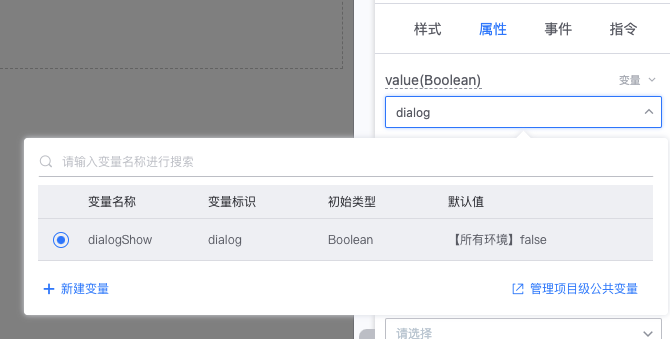 样式 属性 事件 指令
value(Boolean) 变量
dialog
请输入变量名称进行搜索
变量名称 变量标识 初始类型 默认值
dialogShow dialog Boolean 【所有环境】false
新建变量 管理项目级公共变量
请选择